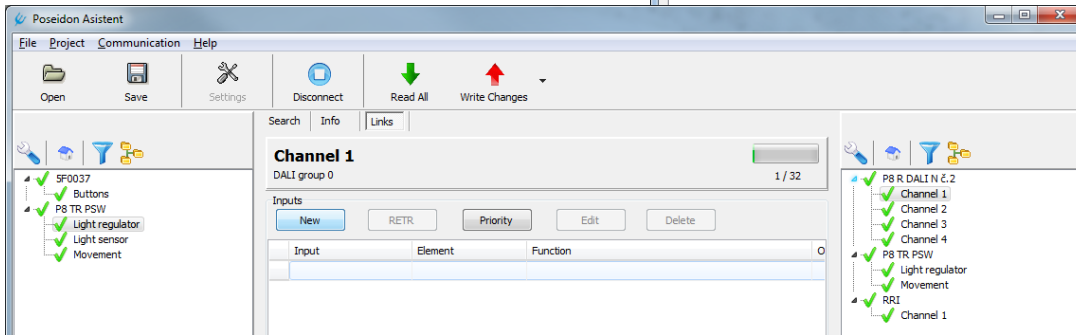 Poseidon Asistent
File Project Communication Help
Open Save Settings Disconnect Read All Write Changes
Search Info Links
5F0037
Buttons
P8 TR PSW
Light regulator
Light sensor
Movement
Channel 1
DALI group 0
1 / 32
Inputs
New RETR Priority Edit Delete
Input Element Function O
P8 R DALI N č.2
Channel 1
Channel 2
Channel 3
Channel 4
P8 TR PSW
Light regulator
Movement
RRI
Channel 1